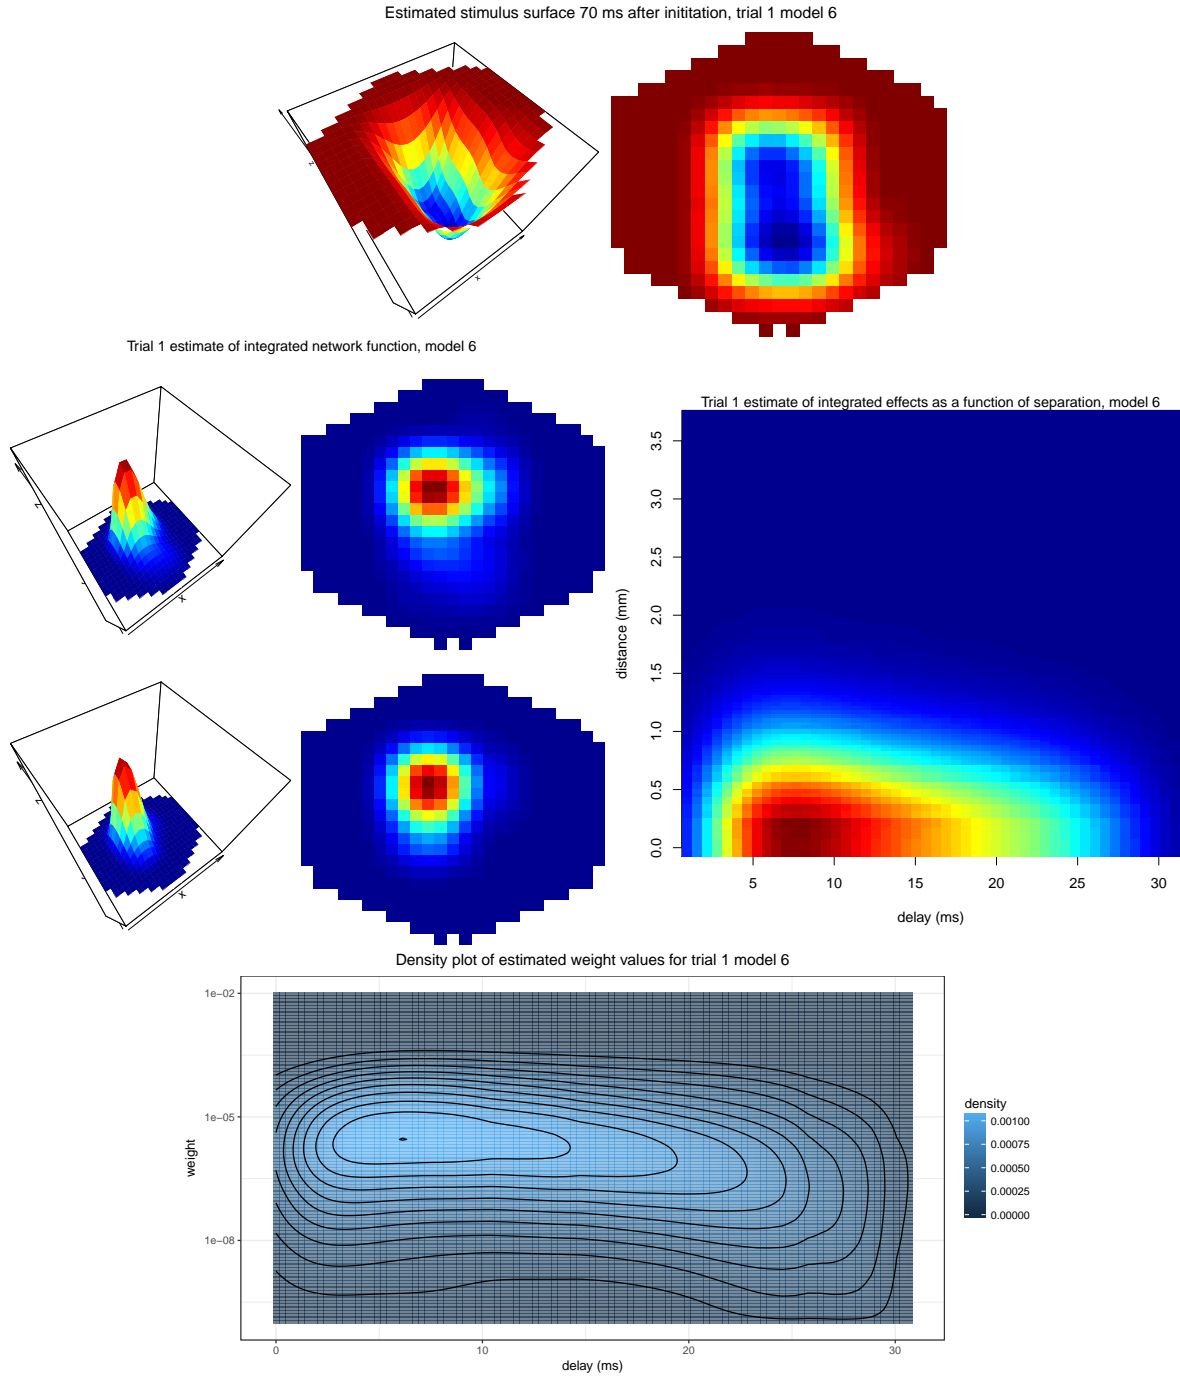 Estimated stimulus surface 70 ms after inititation, trial 1 model 6
z
x
Trial 1 estimate of integrated network function, model 6
Z
X
Z
X
Trial 1 estimate of integrated effects as a function of separation, model 6
3.5
3.0
2.5
2.0
1.5
1.0
0.5
0.0
distance (mm)
5
10
15
20
25
30
delay (ms)
Density plot of estimated weight values for trial 1 model 6
1e−02
1e−05
1e−08
weight
0
10
20
30
delay (ms)
density
0.00100
0.00075
0.00050
0.00025
0.00000